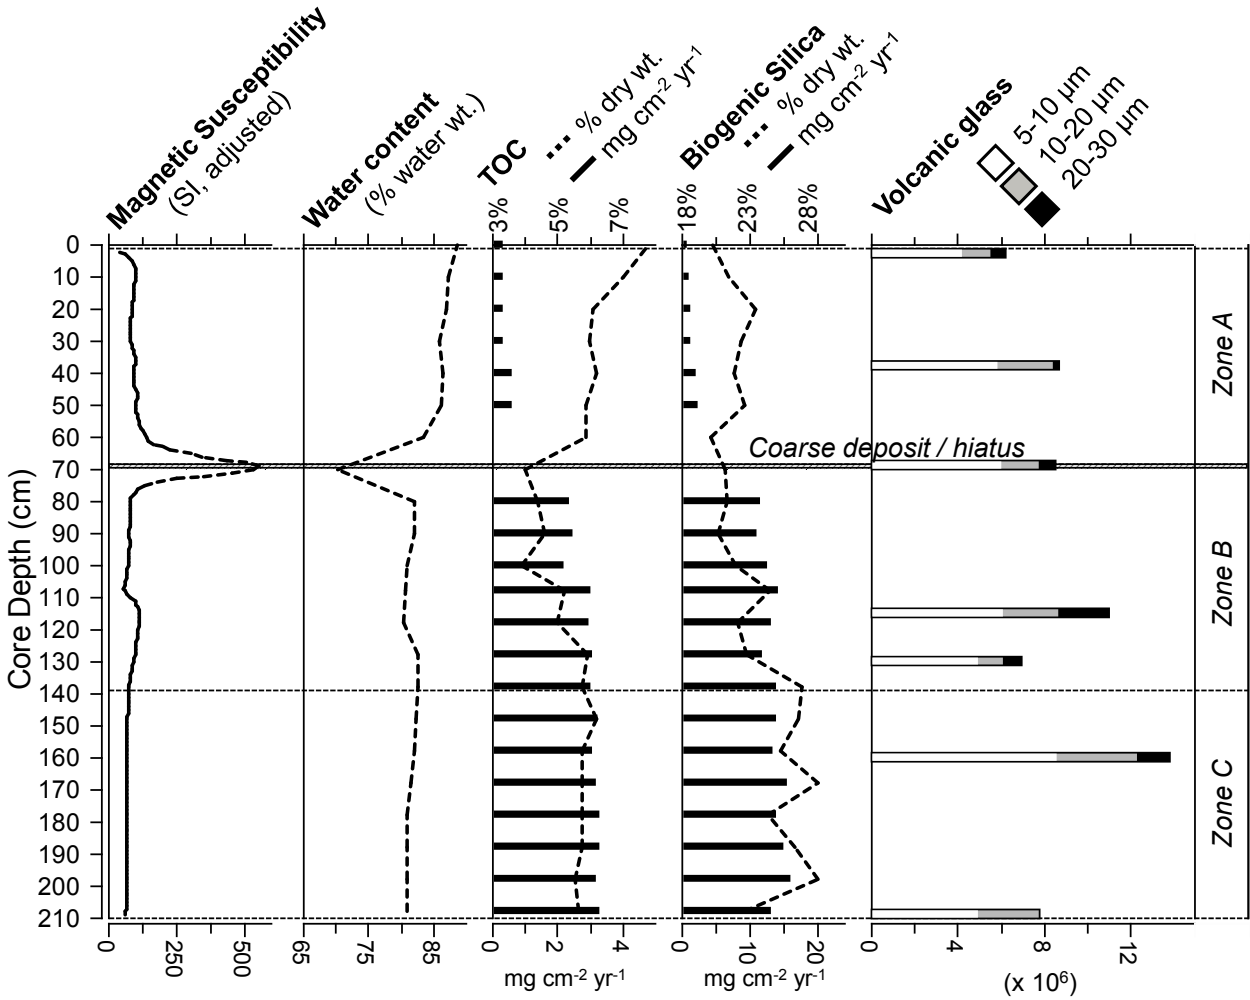 Magnetic Susceptibility
(SI, adjusted)
Water content
(% water wt.)
TOC
% dry wt.
mg cm⁻² yr⁻¹
Biogenic Silica
% dry wt.
mg cm⁻² yr⁻¹
Volcanic glass
5-10 µm
10-20 µm
20-30 µm
3% 5% 7%
18% 23% 28%
Core Depth (cm)
0
10
20
30
40
50
60
70
80
90
100
110
120
130
140
150
160
170
180
190
200
210
Coarse deposit / hiatus
Zone A
Zone B
Zone C
0 250 500
65 75 85
0 2 4
0 10 20
0 4 8 12
mg cm⁻² yr⁻¹
mg cm⁻² yr⁻¹
(x 10⁶)